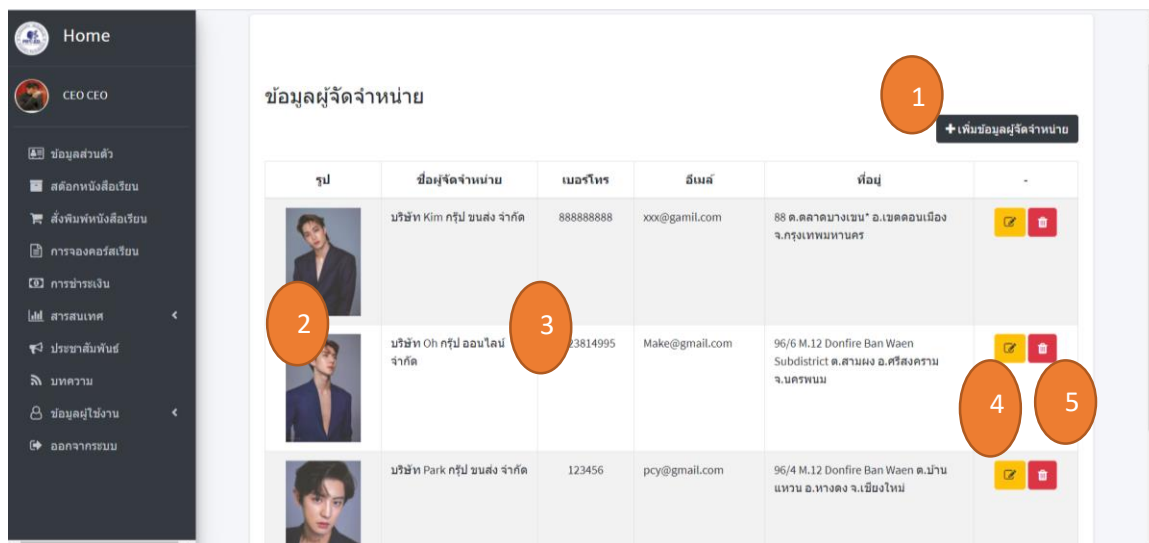 Home
CEO CEO
ข้อมูลส่วนตัว
สต๊อกหนังสือเรียน
สั่งพิมพ์หนังสือเรียน
การจองคอร์สเรียน
การชำระเงิน
สารสนเทศ
ประชาสัมพันธ์
บทความ
ข้อมูลผู้ใช้งาน
ออกจากระบบ
ข้อมูลผู้จัดจำหน่าย
1
+เพิ่มข้อมูลผู้จัดจำหน่าย
รูป ชื่อผู้จัดจำหน่าย เบอร์โทร อีเมล์ ที่อยู่ -
บริษัท Kim กรุ๊ป ขนส่ง จำกัด 888888888 xxx@gamil.com 88 ต.ตลาดบางเขน* อ.เขตดอนเมือง
จ.กรุงเทพมหานคร
2
3
บริษัท Oh กรุ๊ป ออนไลน์ 23814995 Make@gmail.com 96/6 M.12 Donfire Ban Waen
จำกัด Subdistrict ต.สามผง อ.ศรีสงคราม
จ.นครพนม
4
5
บริษัท Park กรุ๊ป ขนส่ง จำกัด 123456 pcy@gmail.com 96/4 M.12 Donfire Ban Waen ต.บ้าน
แหวน อ.หางดง จ.เชียงใหม่